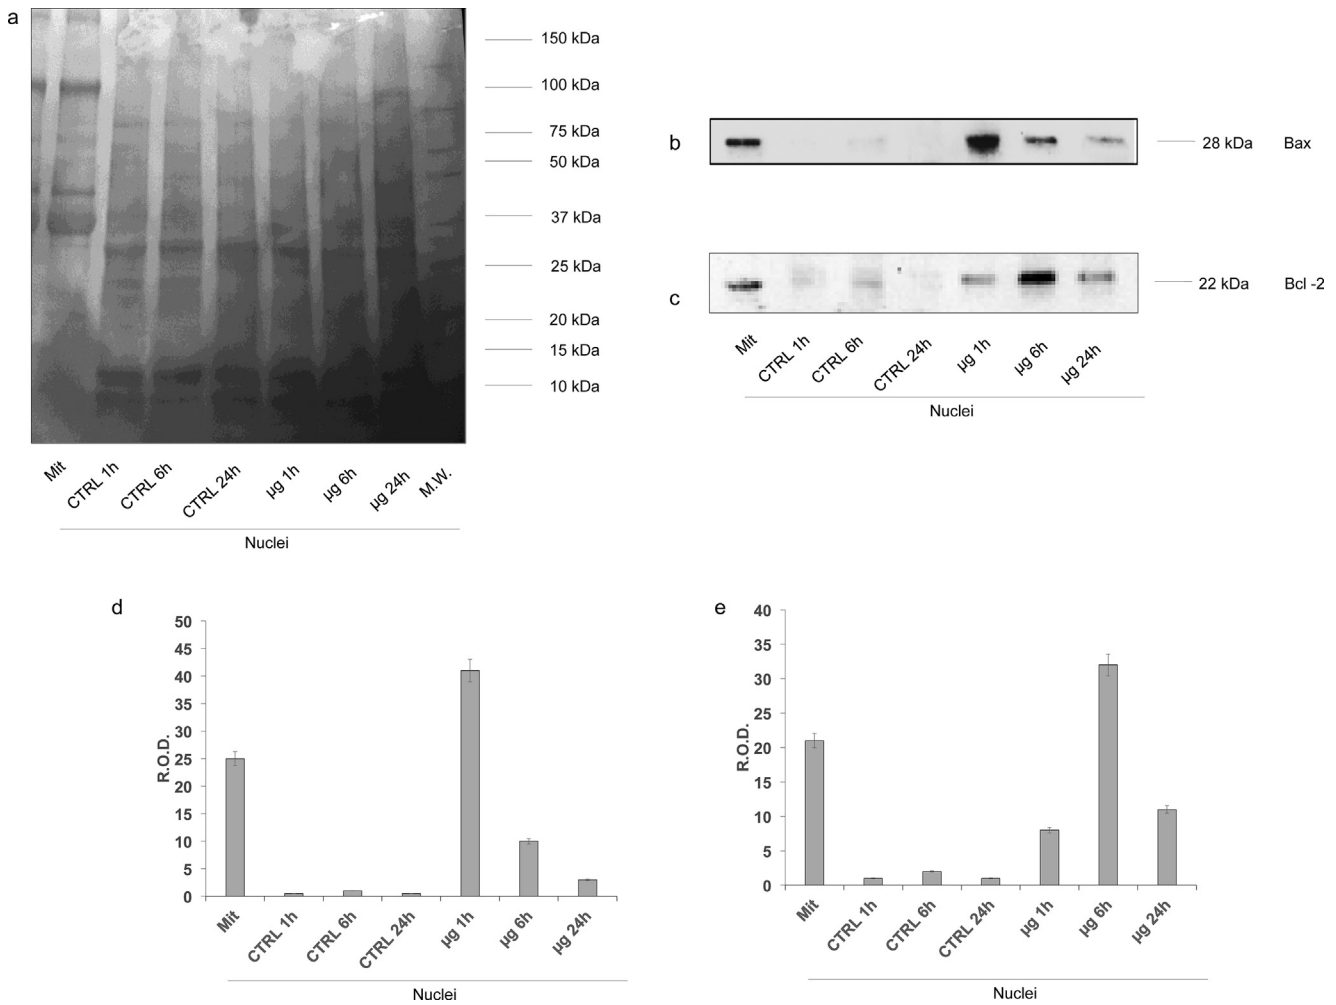 a
150 kDa
100 kDa
75 kDa
50 kDa
37 kDa
25 kDa
20 kDa
15 kDa
10 kDa
Mit
CTRL 1h
CTRL 6h
CTRL 24h
µg 1h
µg 6h
µg 24h
M.W.
Nuclei
b
28 kDa Bax
c
22 kDa Bcl -2
Mit
CTRL 1h
CTRL 6h
CTRL 24h
µg 1h
µg 6h
µg 24h
Nuclei
d
R.O.D.
50
45
40
35
30
25
20
15
10
5
0
Mit
CTRL 1h
CTRL 6h
CTRL 24h
µg 1h
µg 6h
µg 24h
Nuclei
e
R.O.D.
40
35
30
25
20
15
10
5
0
Mit
CTRL 1h
CTRL 6h
CTRL 24h
µg 1h
µg 6h
µg 24h
Nuclei